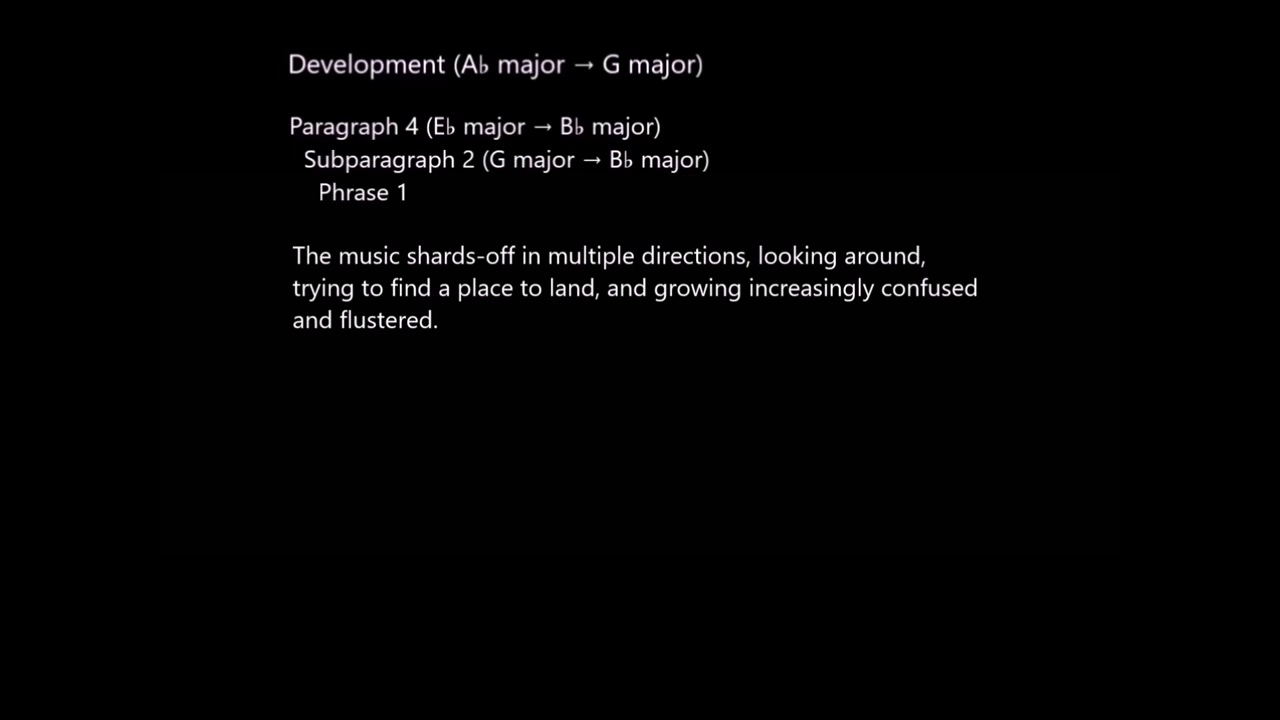 Development (A♭ major → G major)
Paragraph 4 (E♭ major → B♭ major)
Subparagraph 2 (G major → B♭ major)
Phrase 1
The music shards-off in multiple directions, looking around,
trying to find a place to land, and growing increasingly confused
and flustered.